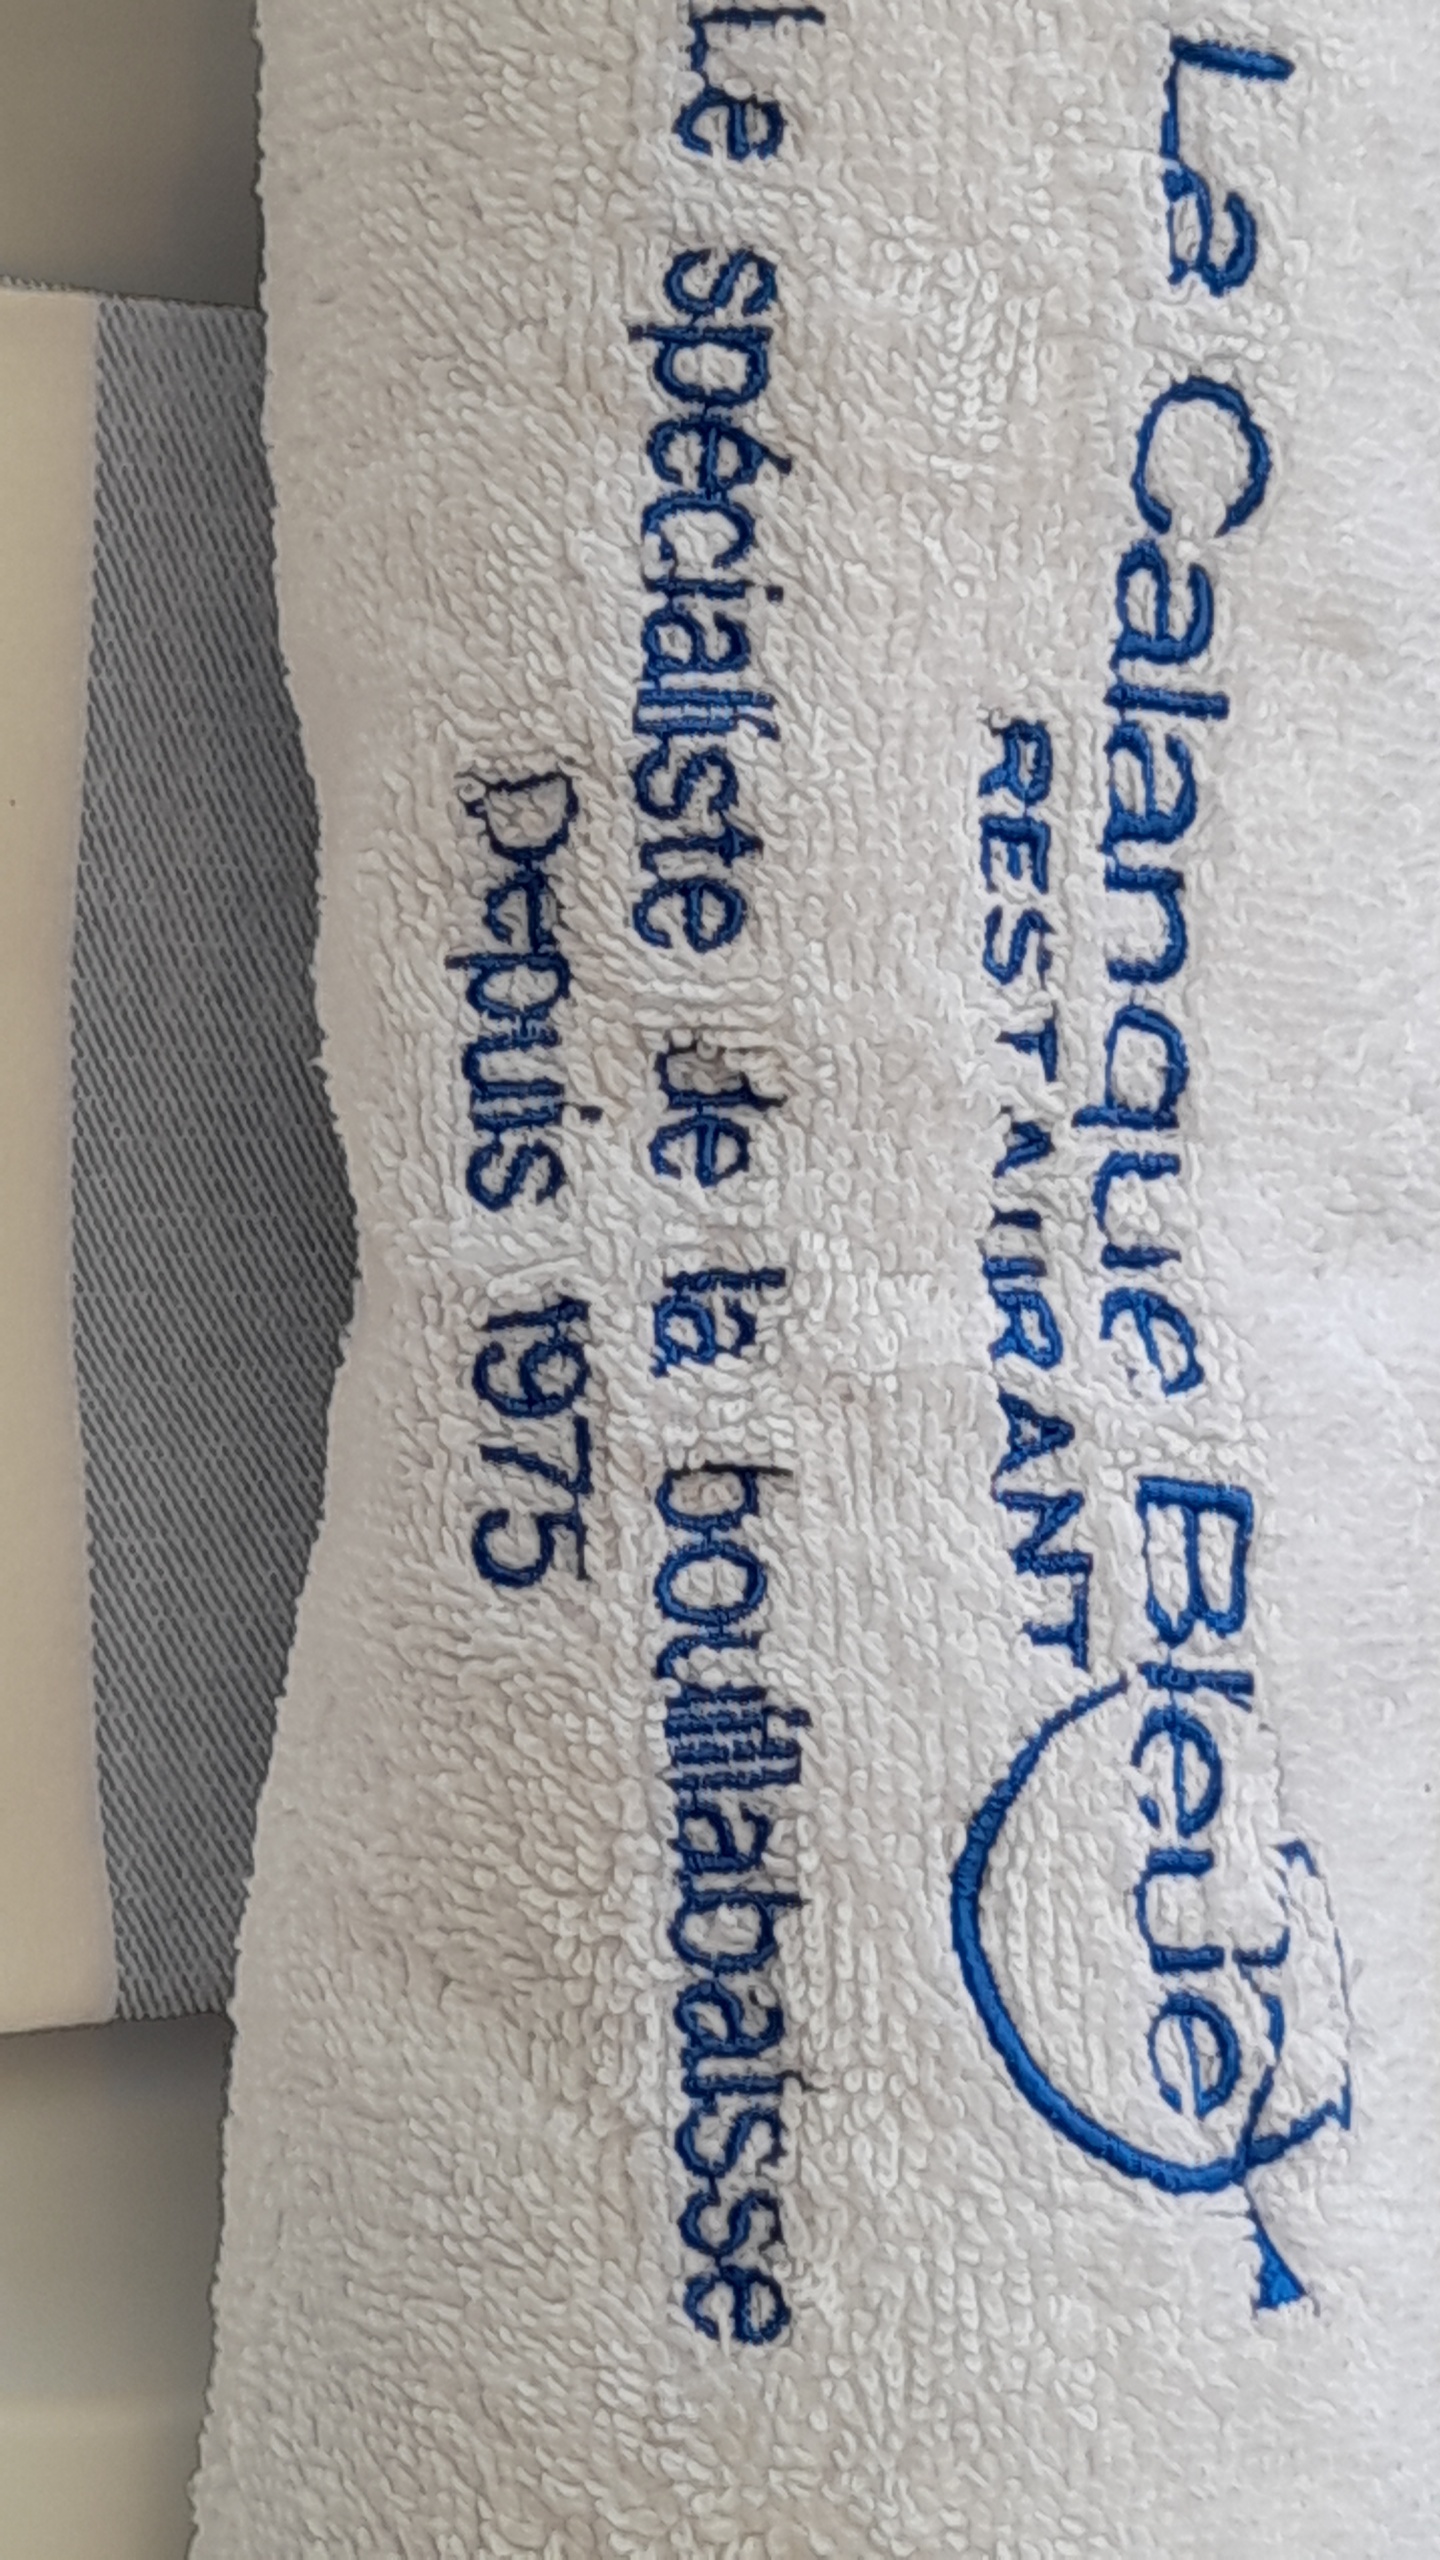 La Calanque Bleue
RESTAURANT
Le spécialiste de la bouillabaisse
Depuis 1975